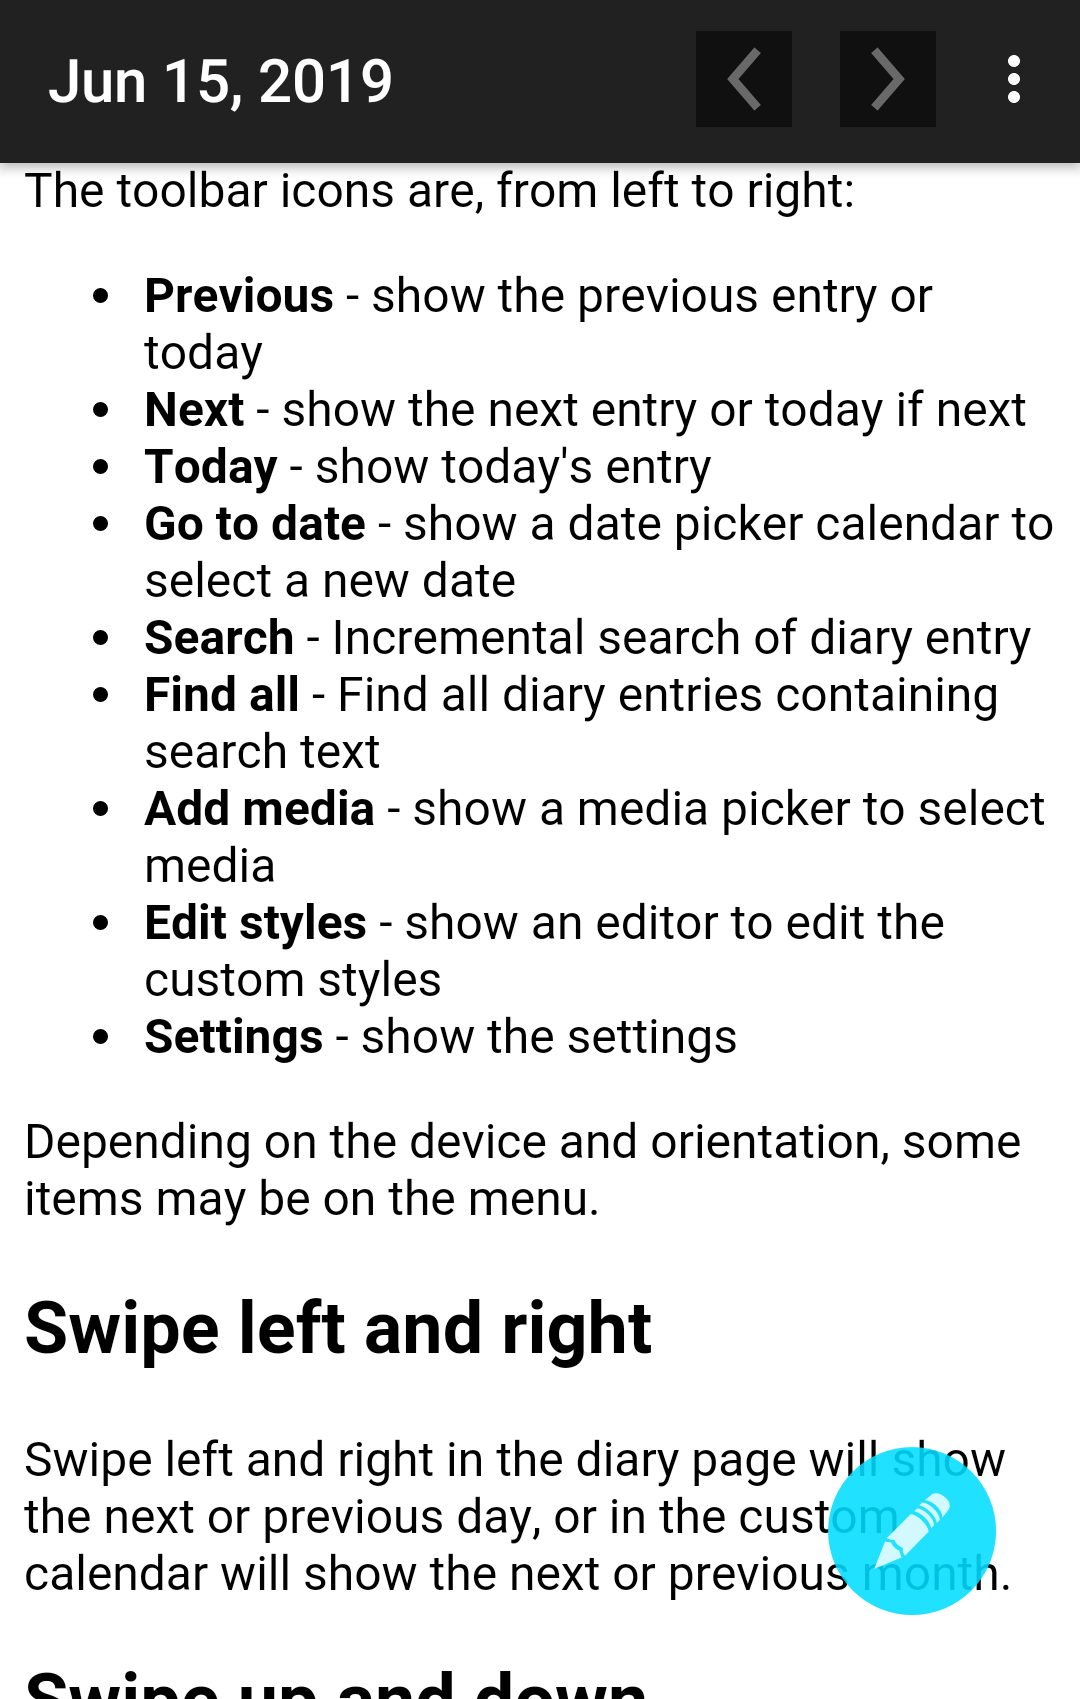 Jun 15, 2019
The toolbar icons are, from left to right:
Previous - show the previous entry or
today
Next - show the next entry or today if next
Today - show today's entry
Go to date - show a date picker calendar to
select a new date
Search - Incremental search of diary entry
Find all - Find all diary entries containing
search text
Add media - show a media picker to select
media
Edit styles - show an editor to edit the
custom styles
Settings - show the settings
Depending on the device and orientation, some
items may be on the menu.
Swipe left and right
Swipe left and right in the diary page will show
the next or previous day, or in the custom
calendar will show the next or previous month.
Swipe up and down